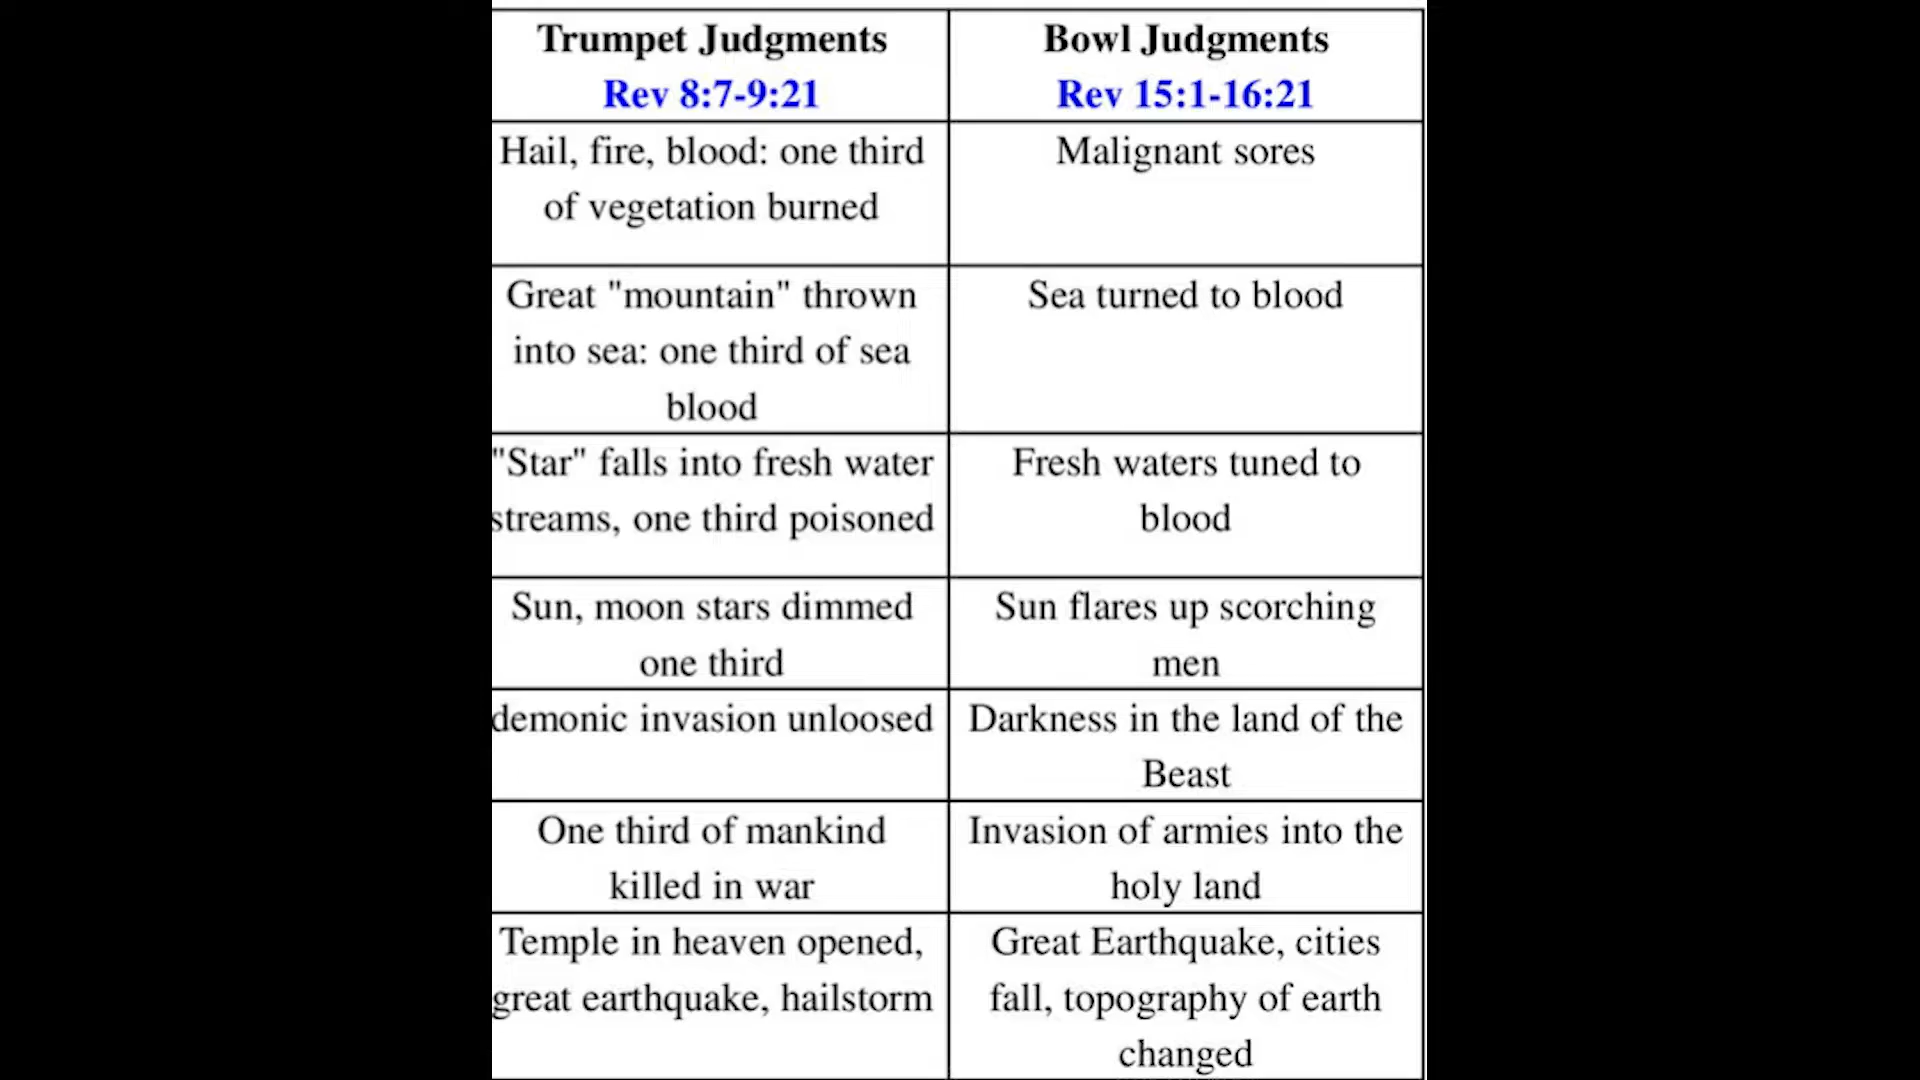 Trumpet Judgments
Rev 8:7-9:21
Bowl Judgments
Rev 15:1-16:21
Hail, fire, blood: one third
of vegetation burned
Malignant sores
Great "mountain" thrown
into sea: one third of sea
blood
Sea turned to blood
"Star" falls into fresh water
streams, one third poisoned
Fresh waters tuned to
blood
Sun, moon stars dimmed
one third
Sun flares up scorching
men
demonic invasion unloosed
Darkness in the land of the
Beast
One third of mankind
killed in war
Invasion of armies into the
holy land
Temple in heaven opened,
great earthquake, hailstorm
Great Earthquake, cities
fall, topography of earth
changed